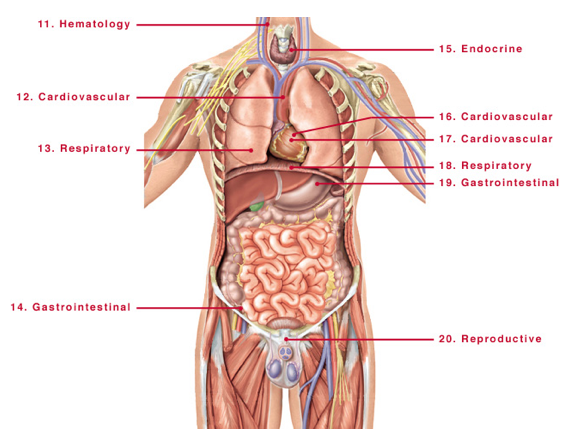 11. Hematology
12. Cardiovascular
13. Respiratory
14. Gastrointestinal
15. Endocrine
16. Cardiovascular
17. Cardiovascular
18. Respiratory
19. Gastrointestinal
20. Reproductive